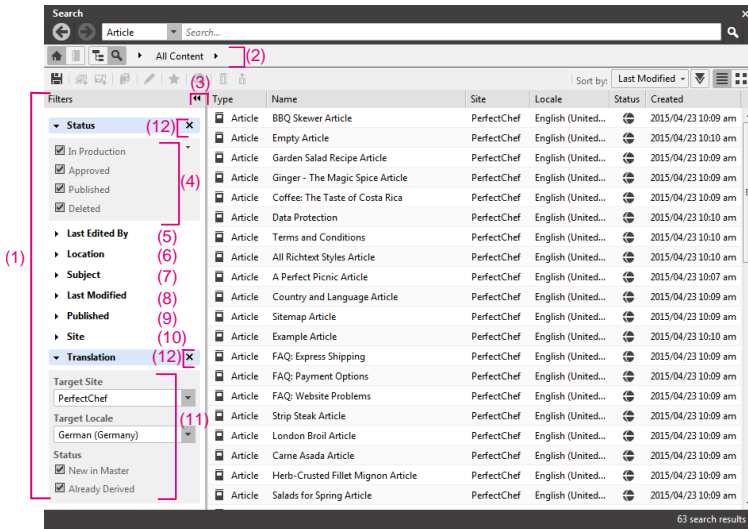 Search
Article Search...
All Content (2)
(3) Sort by: Last Modified
Filters Type Name Site Locale Status Created
Status (12)
In Production
Approved
Published
Deleted
(4)
Last Edited By (5)
Location (6)
Subject (7)
Last Modified (8)
Published (9)
Site (10)
Translation (12)
Target Site
PerfectChef
Target Locale
German (Germany)
Status
New in Master
Already Derived
(11)
(1)
Article BBQ Skewer Article PerfectChef English (United... 2015/04/23 10:09 am
Article Empty Article PerfectChef English (United... 2015/04/23 10:10 am
Article Garden Salad Recipe Article PerfectChef English (United... 2015/04/23 10:09 am
Article Ginger - The Magic Spice Article PerfectChef English (United... 2015/04/23 10:09 am
Article Coffee: The Taste of Costa Rica PerfectChef English (United... 2015/04/23 10:09 am
Article Data Protection PerfectChef English (United... 2015/04/23 10:10 am
Article Terms and Conditions PerfectChef English (United... 2015/04/23 10:10 am
Article All Richtext Styles Article PerfectChef English (United... 2015/04/23 10:10 am
Article A Perfect Picnic Article PerfectChef English (United... 2015/04/23 10:07 am
Article Country and Language Article PerfectChef English (United... 2015/04/23 10:09 am
Article Sitemap Article PerfectChef English (United... 2015/04/23 10:09 am
Article Example Article PerfectChef English (United... 2015/04/23 10:10 am
Article FAQ: Express Shipping PerfectChef English (United... 2015/04/23 10:09 am
Article FAQ: Payment Options PerfectChef English (United... 2015/04/23 10:09 am
Article FAQ: Website Problems PerfectChef English (United... 2015/04/23 10:09 am
Article Strip Steak Article PerfectChef English (United... 2015/04/23 10:09 am
Article London Broil Article PerfectChef English (United... 2015/04/23 10:09 am
Article Carne Asada Article PerfectChef English (United... 2015/04/23 10:09 am
Article Herb-Crusted Fillet Mignon Article PerfectChef English (United... 2015/04/23 10:09 am
Article Salads for Spring Article PerfectChef English (United... 2015/04/23 10:09 am
63 search results